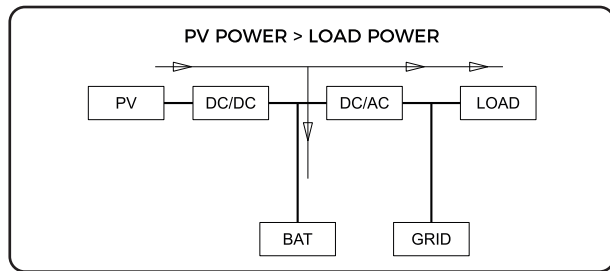 PV POWER > LOAD POWER
PV DC/DC DC/AC LOAD
BAT GRID